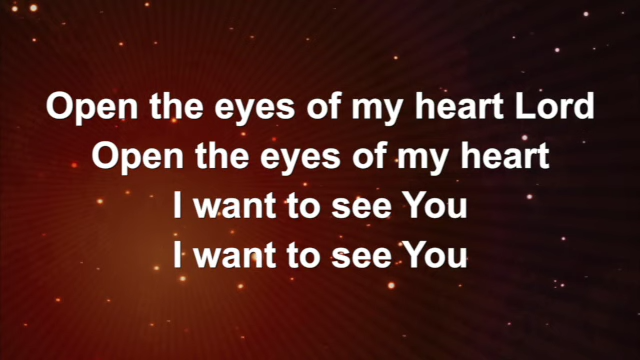 Open the eyes of my heart Lord
Open the eyes of my heart
I want to see You
I want to see You